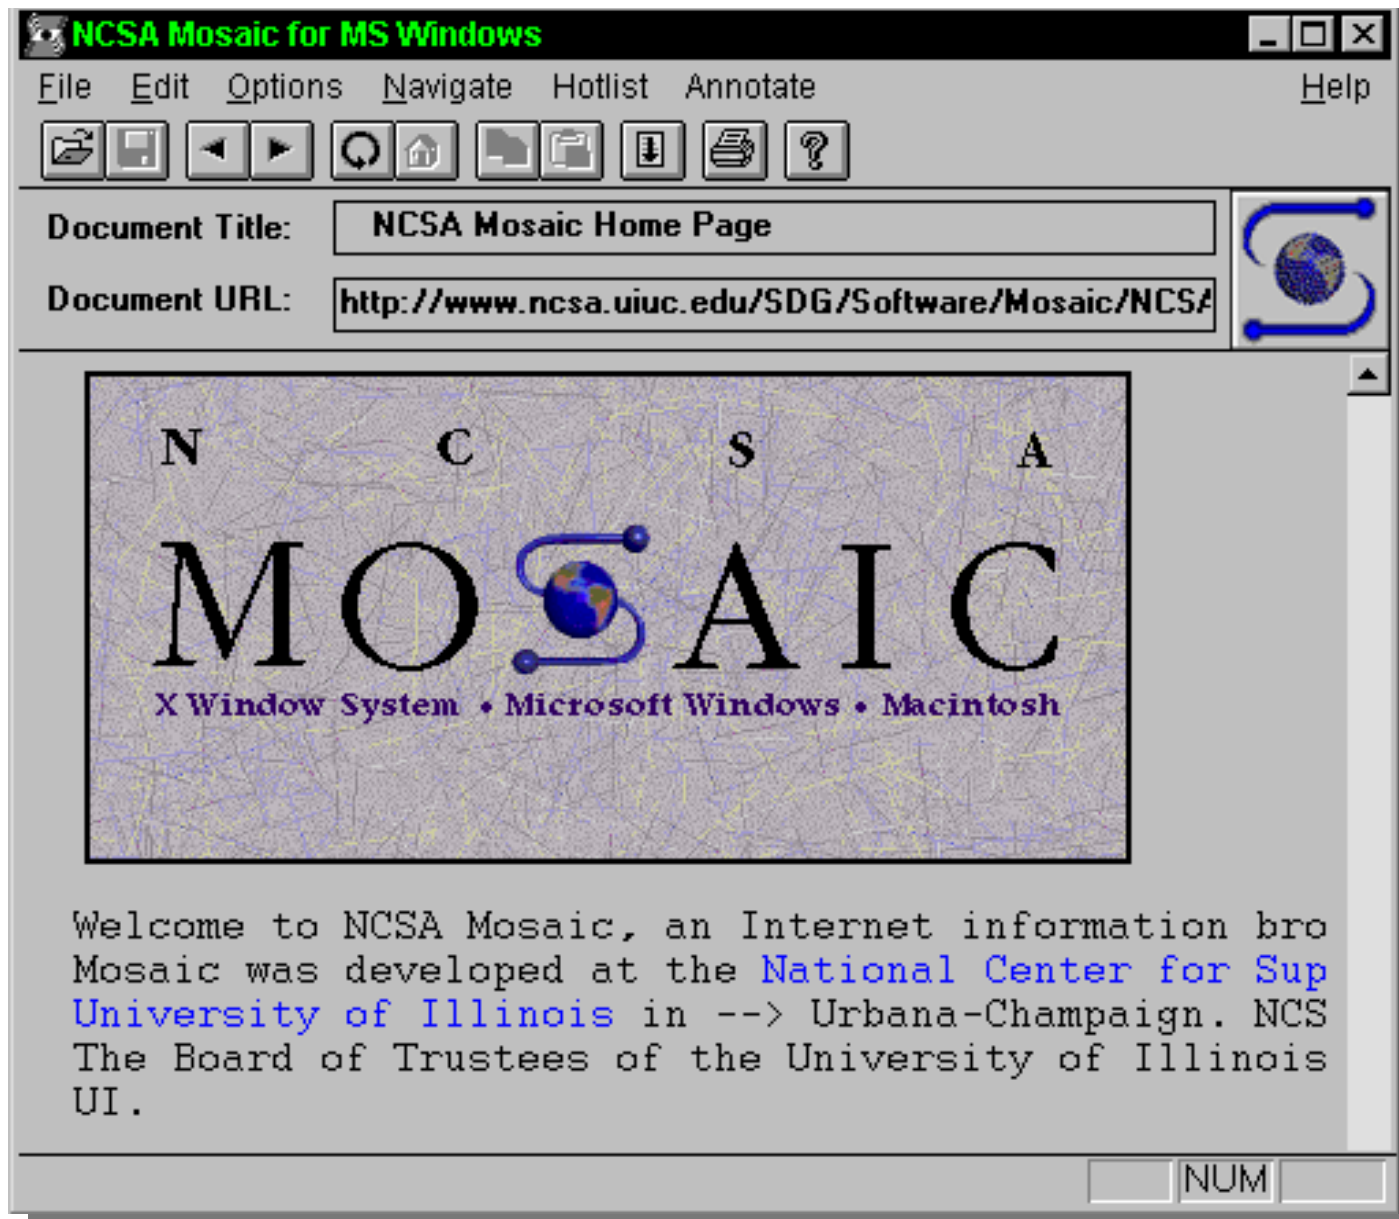 NCSA Mosaic for MS Windows
File Edit Options Navigate Hotlist Annotate Help
Document Title: NCSA Mosaic Home Page
Document URL: http://www.ncsa.uiuc.edu/SDG/Software/Mosaic/NCSA
N C S A
MOSAIC
X Window System • Microsoft Windows • Macintosh
Welcome to NCSA Mosaic, an Internet information bro
Mosaic was developed at the National Center for Sup
University of Illinois in --> Urbana-Champaign. NCS
The Board of Trustees of the University of Illinois
UI.
NUM